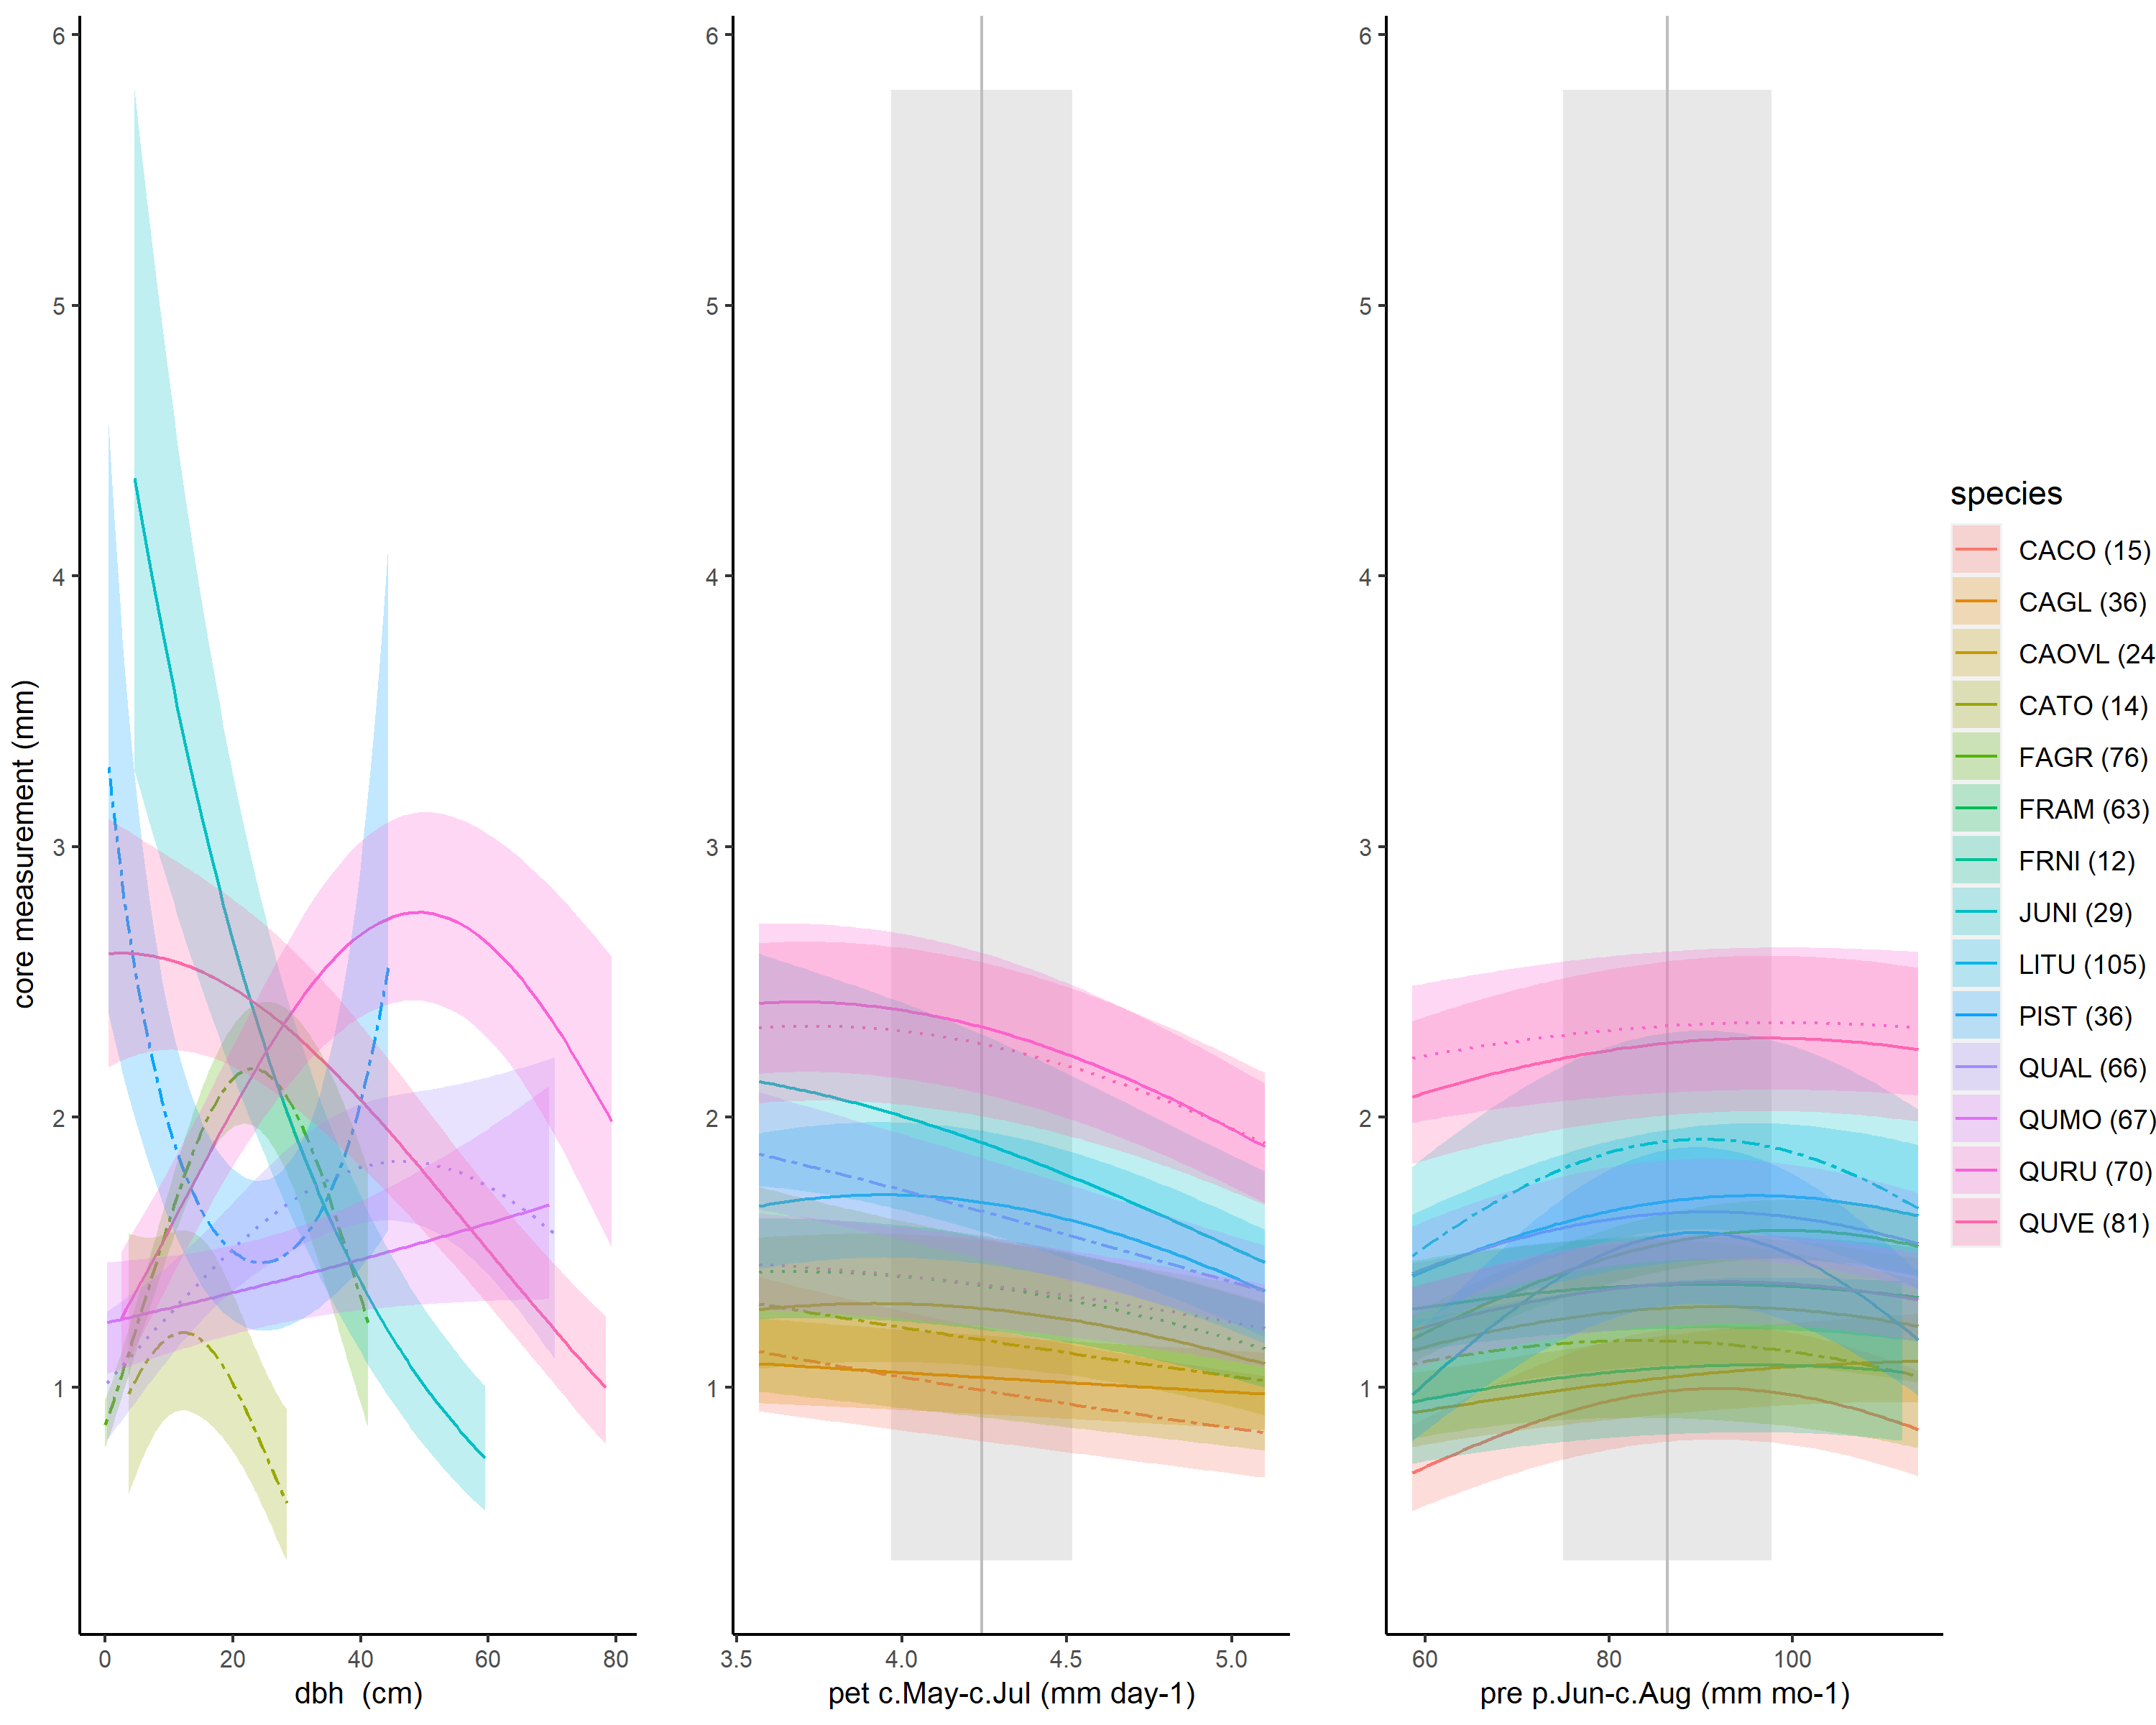 core measurement (mm)
6
5
4
3
2
1
0 20 40 60 80
dbh (cm)
6
5
4
3
2
1
3.5 4.0 4.5 5.0
pet c.May-c.Jul (mm day-1)
6
5
4
3
2
1
60 80 100
pre p.Jun-c.Aug (mm mo-1)
species
CACO (15)
CAGL (36)
CAOVL (24
CATO (14)
FAGR (76)
FRAM (63)
FRNI (12)
JUNI (29)
LITU (105)
PIST (36)
QUAL (66)
QUMO (67)
QURU (70)
QUVE (81)